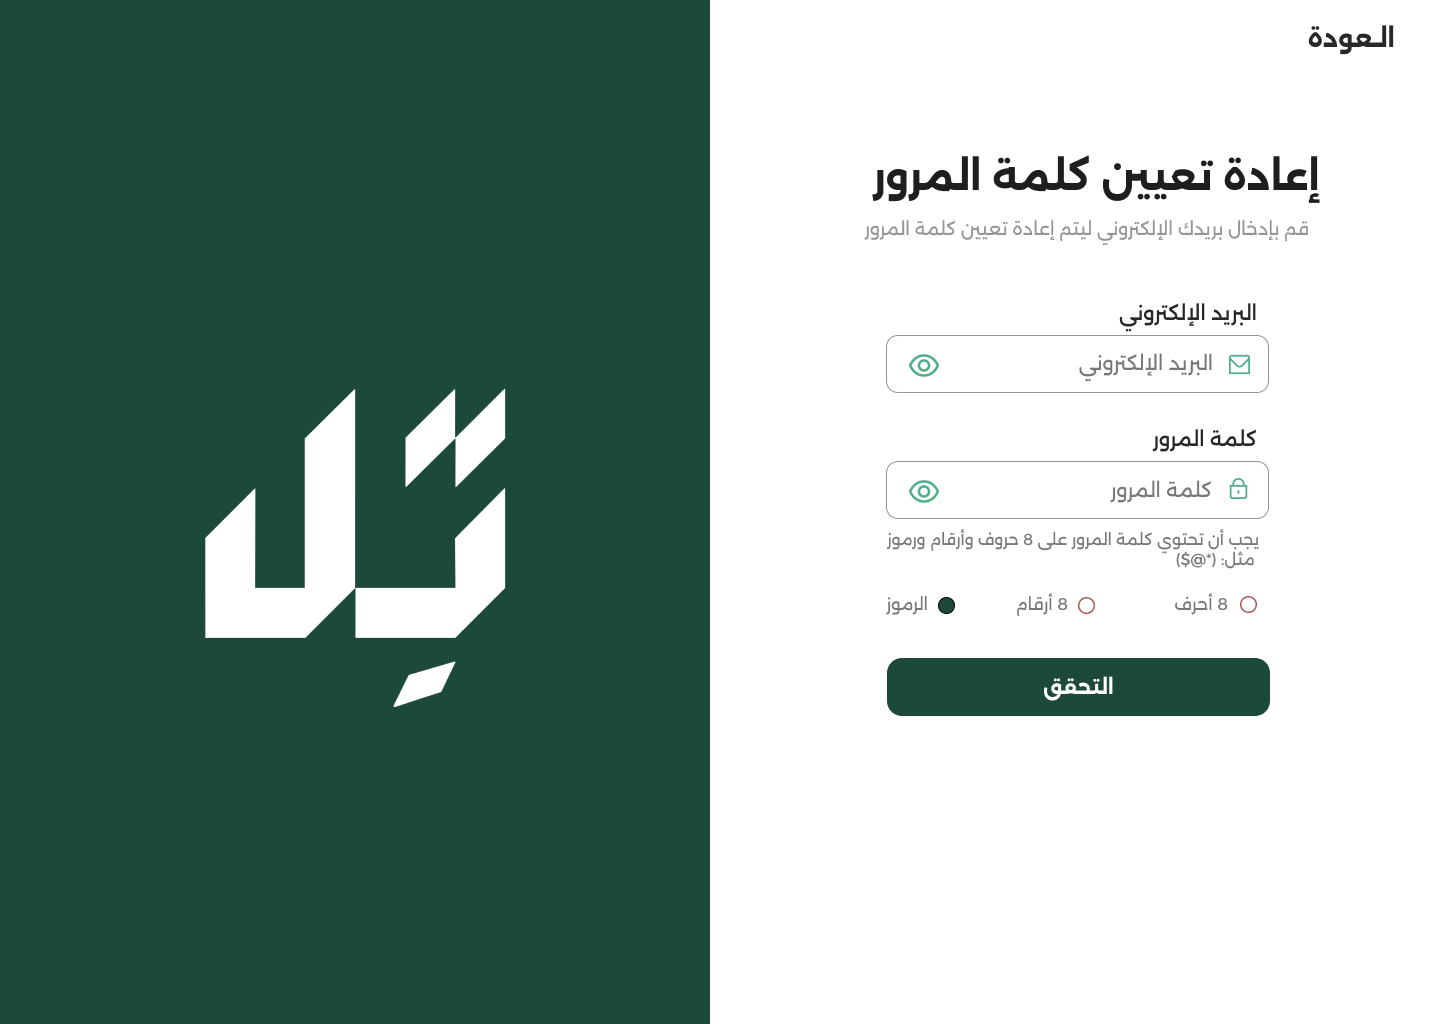 العودة
إعادة تعيين كلمة المرور
قم بإدخال بريدك الإلكتروني ليتم إعادة تعيين كلمة المرور
البريد الإلكتروني
البريد الإلكتروني
كلمة المرور
كلمة المرور
يجب أن تحتوي كلمة المرور على 8 حروف وأرقام ورموز
مثل: (*@$)
8 أحرف
8 أرقام
الرموز
التحقق